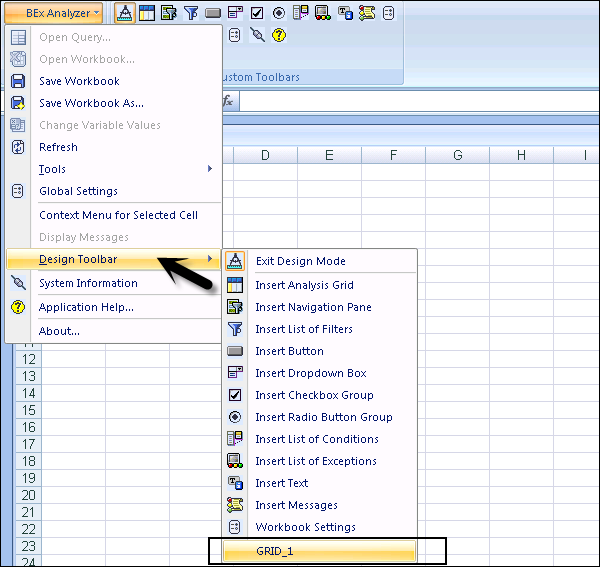 BEx Analyzer
ustom Toolbars
Open Query...
Open Workbook...
Save Workbook
Save Workbook As...
fx
Change Variable Values
Refresh
D E F G H I
Tools
Global Settings
Context Menu for Selected Cell
Display Messages
Design Toolbar
System Information
Application Help...
About...
Exit Design Mode
Insert Analysis Grid
Insert Navigation Pane
Insert List of Filters
Insert Button
Insert Dropdown Box
Insert Checkbox Group
Insert Radio Button Group
Insert List of Conditions
Insert List of Exceptions
Insert Text
Insert Messages
Workbook Settings
GRID_1
12
13
14
15
16
17
18
19
20
21
22
23
24